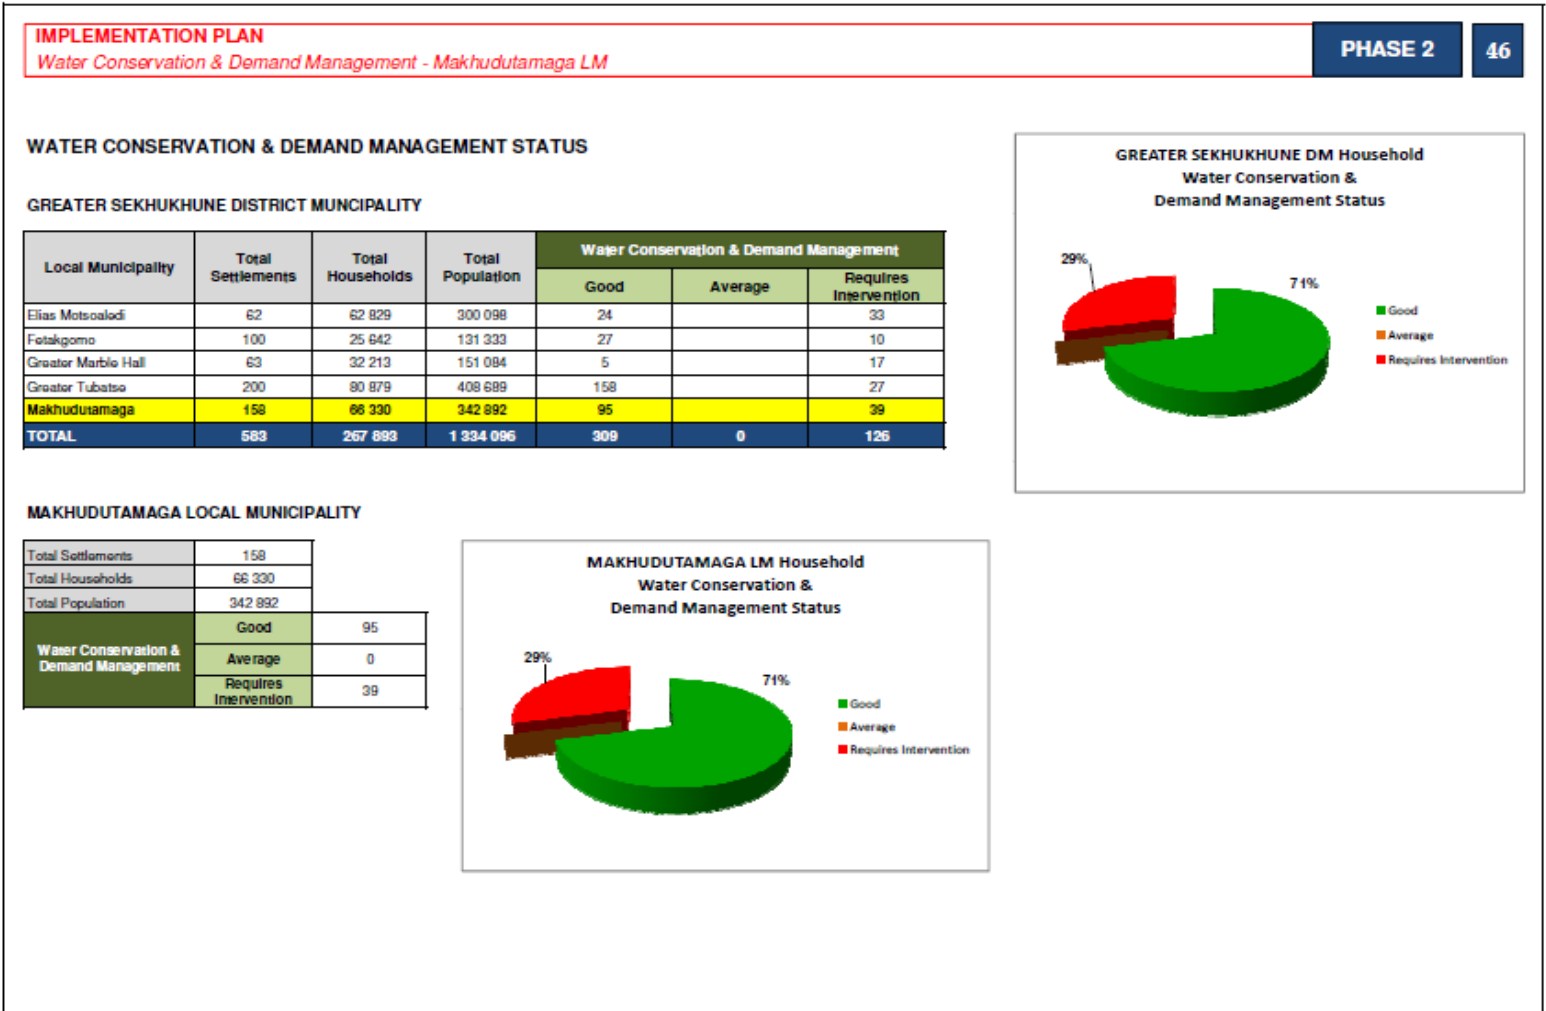 IMPLEMENTATION PLAN
Water Conservation & Demand Management - Makhudutamaga LM
PHASE 2
46
WATER CONSERVATION & DEMAND MANAGEMENT STATUS
GREATER SEKHUKHUNE DISTRICT MUNCIPALITY
Local Municipality Total Settlements Total Households Total Population Water Conservation & Demand Management
Good Average Requires Intervention
Elias Motsoaledi 62 62 829 300 098 24 33
Fetakgomo 100 25 642 131 333 27 10
Greater Marble Hall 63 32 213 151 084 5 17
Greater Tubatse 200 80 879 408 689 158 27
Makhudutamaga 158 66 330 342 892 95 39
TOTAL 583 267 893 1 334 096 309 0 126
GREATER SEKHUKHUNE DM Household
Water Conservation &
Demand Management Status
29%
71%
Good
Average
Requires Intervention
MAKHUDUTAMAGA LOCAL MUNICIPALITY
Total Settlements 158
Total Households 66 330
Total Population 342 892
Water Conservation & Demand Management
Good 95
Average 0
Requires Intervention 39
MAKHUDUTAMAGA LM Household
Water Conservation &
Demand Management Status
29%
71%
Good
Average
Requires Intervention